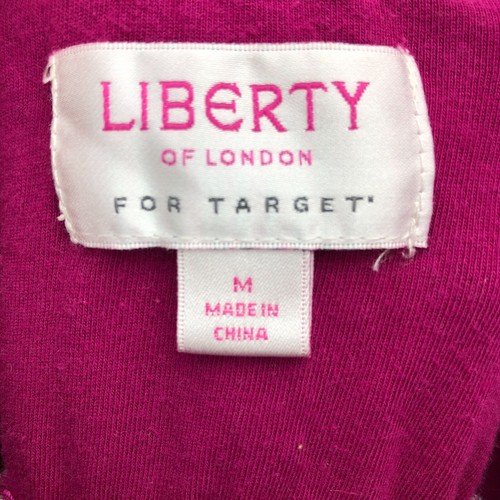 LIBERTY
OF LONDON
FOR TARGET
M
MADE IN
CHINA